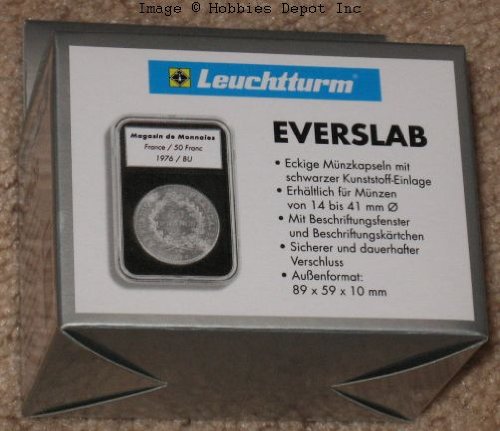 Image © Hobbies Depot Inc
Leuchtturm®
EVERSLAB
Magasin de Monnaies
France / 50 Franc
1976 / BU
• Eckige Münzkapseln mit
schwarzer Kunststoff-Einlage
• Erhältlich für Münzen
von 14 bis 41 mm Ø
• Mit Beschriftungsfenster
und Beschriftungskärtchen
• Sicherer und dauerhafter
Verschluss
• Außenformat:
89 x 59 x 10 mm